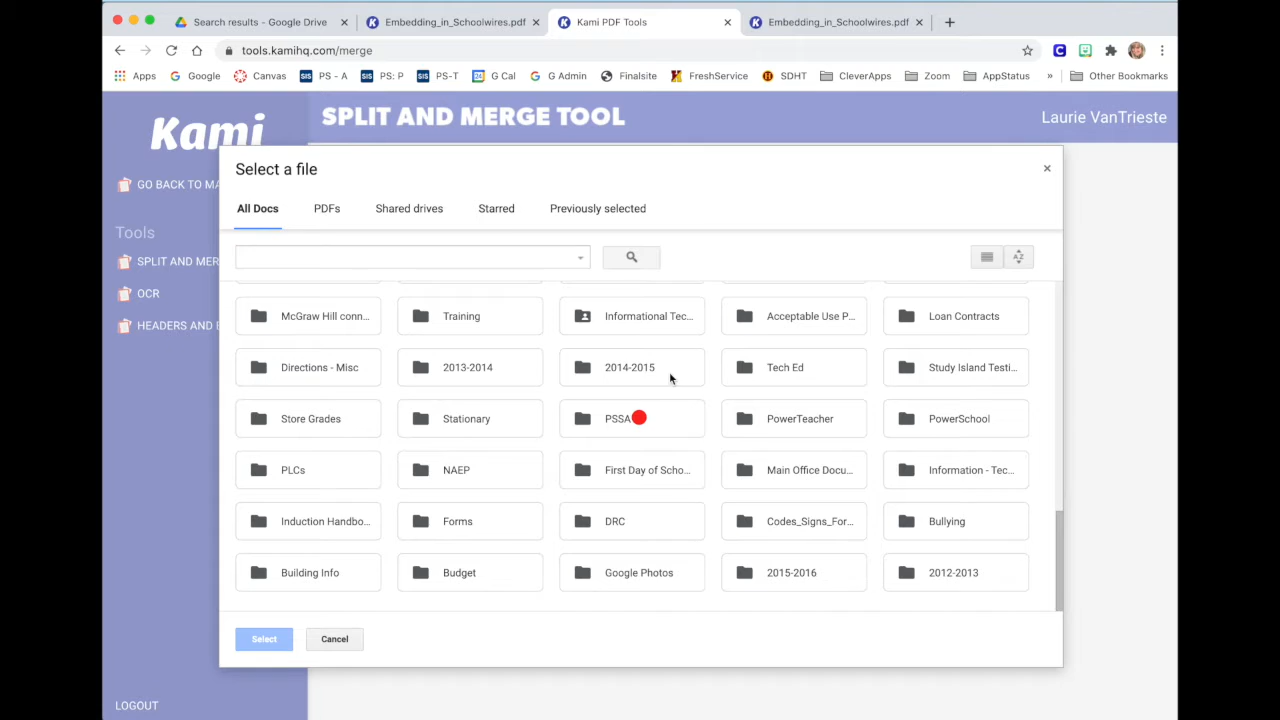 Search results - Google Drive
Embedding_in_Schoolwires.pdf
Kami PDF Tools
Embedding_in_Schoolwires.pdf
tools.kamihq.com/merge
Apps
Google
Canvas
SIS PS - A
SIS PS: P
SIS PS-T
G Cal
G Admin
Finalsite
FreshService
SDHT
CleverApps
Zoom
AppStatus
»
Other Bookmarks
Kami
SPLIT AND MERGE TOOL
Laurie VanTrieste
GO BACK TO MA
Tools
SPLIT AND MER
OCR
HEADERS AND
LOGOUT
Select a file
All Docs
PDFs
Shared drives
Starred
Previously selected
McGraw Hill conn...
Training
Informational Tec...
Acceptable Use P...
Loan Contracts
Directions - Misc
2013-2014
2014-2015
Tech Ed
Study Island Testi...
Store Grades
Stationary
PSSA
PowerTeacher
PowerSchool
PLCs
NAEP
First Day of Scho...
Main Office Docu...
Information - Tec...
Induction Handbo...
Forms
DRC
Codes_Signs_For...
Bullying
Building Info
Budget
Google Photos
2015-2016
2012-2013
Select
Cancel